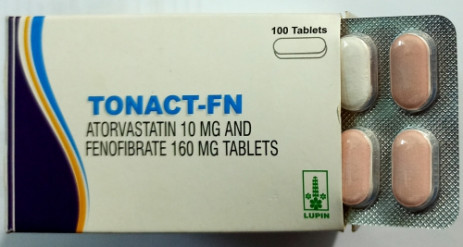 100 Tablets
TONACT-FN
ATORVASTATIN 10 MG AND
FENOFIBRATE 160 MG TABLETS
LUPIN